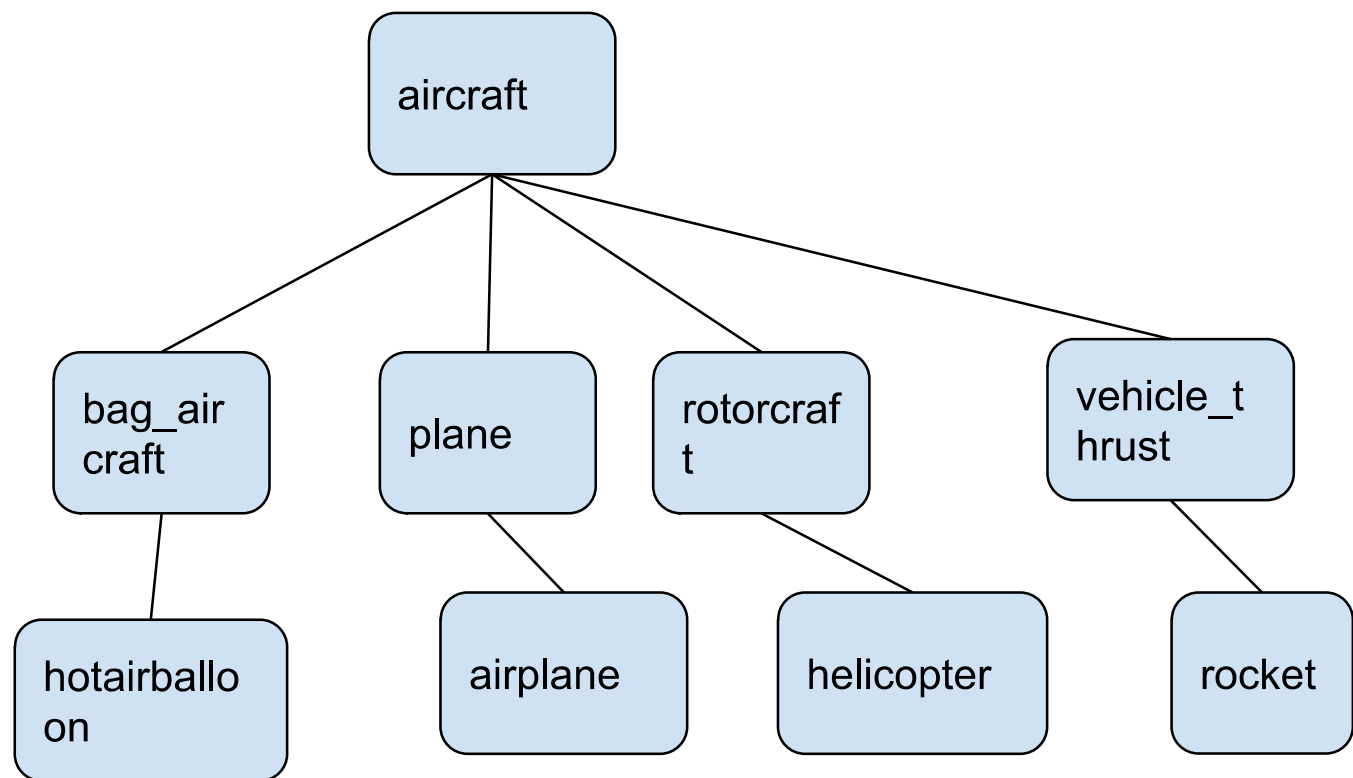 aircraft
bag_air
craft
plane
rotorcraf
t
vehicle_t
hrust
hotairballo
on
airplane
helicopter
rocket